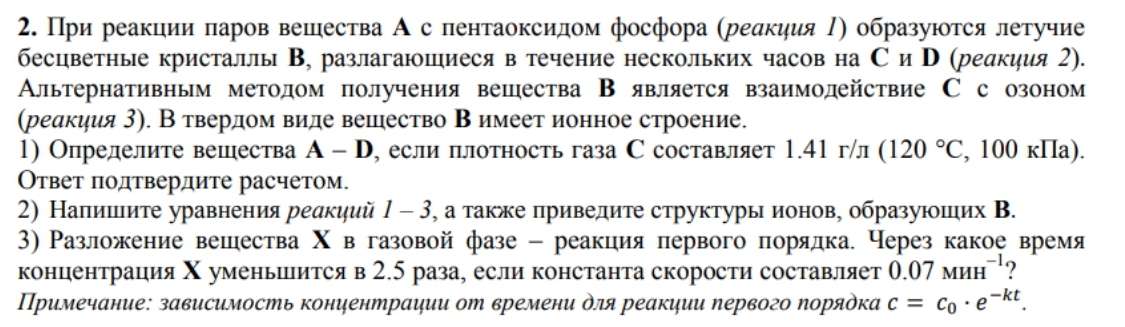 2. При реакции паров вещества A с пентаоксидом фосфора (реакция 1) образуются летучие
бесцветные кристаллы B, разлагающиеся в течение нескольких часов на C и D (реакция 2).
Альтернативным методом получения вещества B является взаимодействие C с озоном
(реакция 3). В твердом виде вещество B имеет ионное строение.
1) Определите вещества A – D, если плотность газа C составляет 1.41 г/л (120 °C, 100 кПа).
Ответ подтвердите расчетом.
2) Напишите уравнения реакций 1 – 3, а также приведите структуры ионов, образующих B.
3) Разложение вещества X в газовой фазе – реакция первого порядка. Через какое время
концентрация X уменьшится в 2.5 раза, если константа скорости составляет 0.07 мин⁻¹?
Примечание: зависимость концентрации от времени для реакции первого порядка c = c₀ · e^{-kt}.